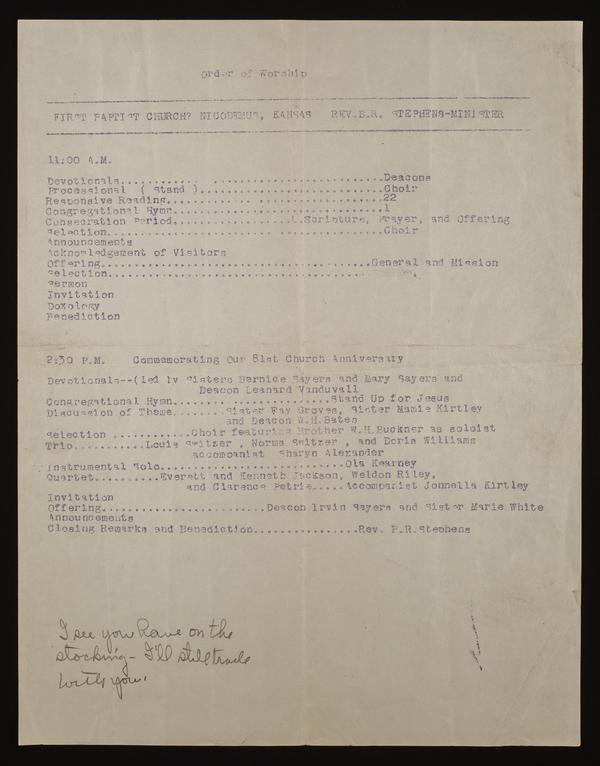 Order of Worship
FIRST BAPTIST CHURCH? NICODEMUS, KANSAS REV.B.R. STEPHENS-MINISTER
11:00 A.M.
Devotionals............ ..........................Deacons
Processional ( Stand )............................Choir
Responsive Reading.................................22
Congregational Hymn................................1
Consecration Period....................Scripture, Prayer, and Offering
Selection..........................................Choir
Announcements
Acknowledgement of Visitors
Offering.........................................General and Mission
Selection..........................................
Sermon
Invitation
Doxology
Benediction
2:30 P.M. Commemorating Our 81st Church Anniversary
Devotionals--(Led by Sisters Bernice Sayers and Mary Sayers and
Deacon Leanard Vanduvall
Congregational Hymn........................Stand Up for Jesus
Discussion of Theme........Sister Fay Groves, Sister Mamie Kirtley
and Deacon W.H.Bates
Selection ............Choir featuring Brother W.H.Buckner as soloist
Trio...........Louis Switzer , Norma Switzer , and Doris Williams
accompanist Sharyn Alexander
Instrumental Solo............................Ola Kearney
Quartet..........Everett and Kenneth Jackson, Weldon Riley,
and Clarence Petrie.....Accompanist Jonnella Kirtley
Invitation
Offering.........................Deacon Irvin Sayers and Sister Marie White
Announcements
Closing Remarks and Benediction................Rev. B.R.Stephens
I see you have on the
stocking - I'll still trade
with you.